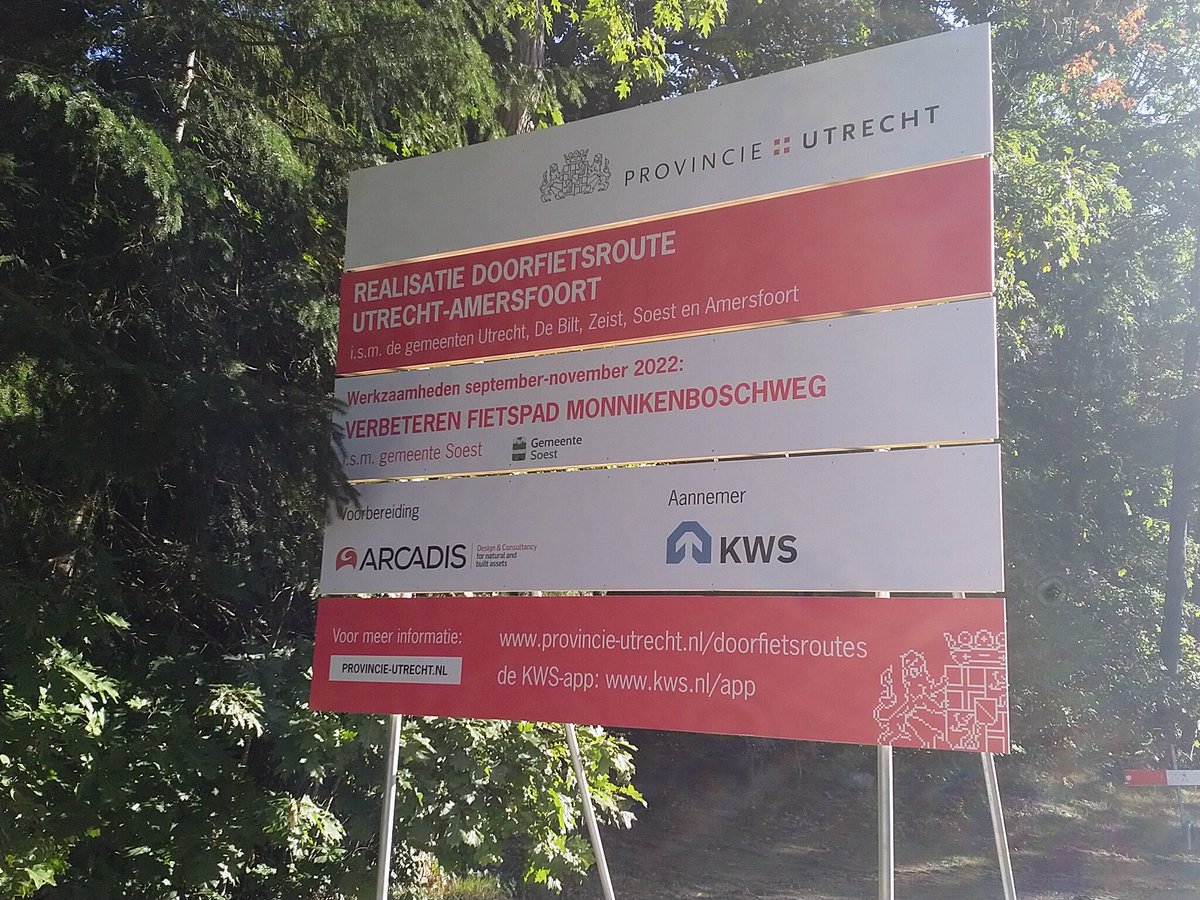 PROVINCIE UTRECHT
REALISATIE DOORFIETSROUTE
UTRECHT-AMERSFOORT
i.s.m. de gemeenten Utrecht, De Bilt, Zeist, Soest en Amersfoort
Werkzaamheden september-november 2022:
VERBETEREN FIETSPAD MONNIKENBOSCHWEG
i.s.m. gemeente Soest
Gemeente
Soest
Voorbereiding
Aannemer
ARCADIS
Design & Consultancy
for natural and
built assets
KWS
Voor meer informatie:
PROVINCIE-UTRECHT.NL
www.provincie-utrecht.nl/doorfietsroutes
de KWS-app: www.kws.nl/app